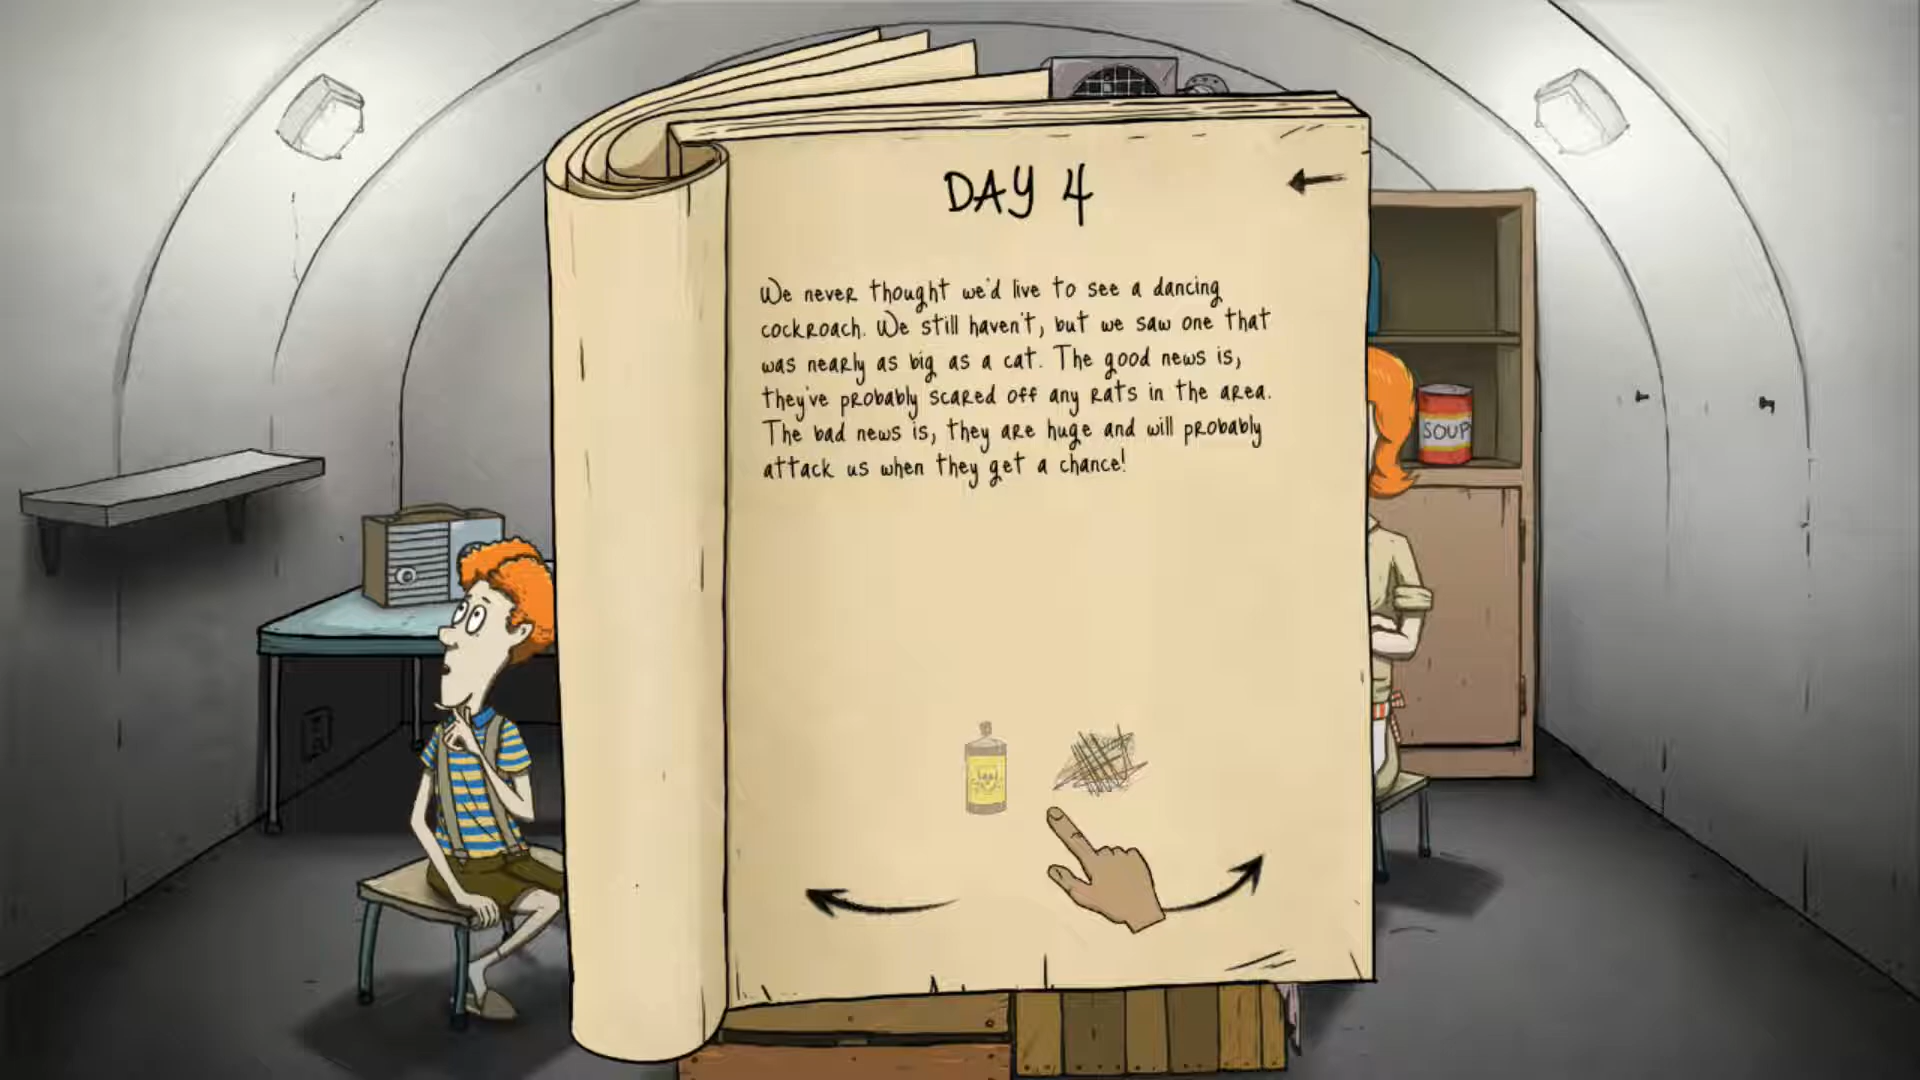 DAY 4
We never thought we'd live to see a dancing
cockroach. We still haven't, but we saw one that
was nearly as big as a cat. The good news is,
they've probably scared off any rats in the area.
The bad news is, they are huge and will probably
attack us when they get a chance!
SOUP